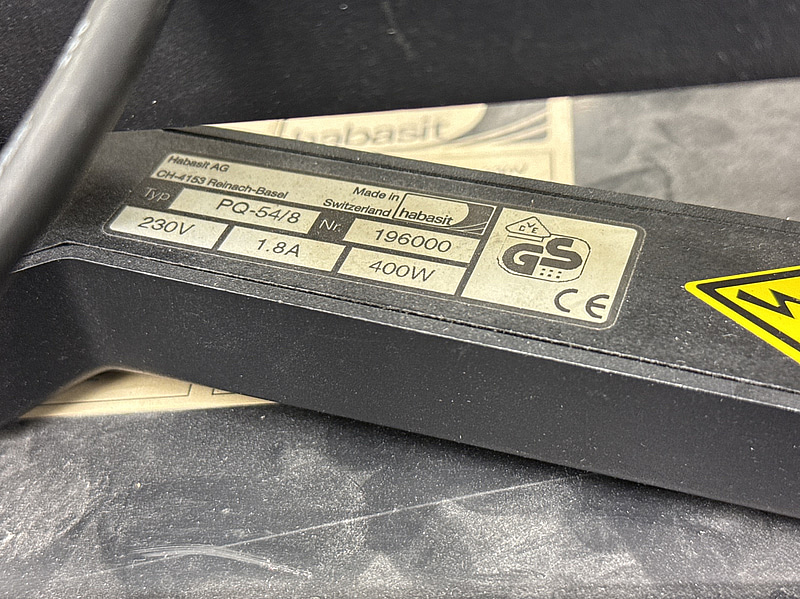 habasit
Habasit AG
CH-4153 Reinach-Basel
Made in
Switzerland
habasit
Typ
PQ-54/8
Nr.
196000
230V
1.8A
400W
GS
CE